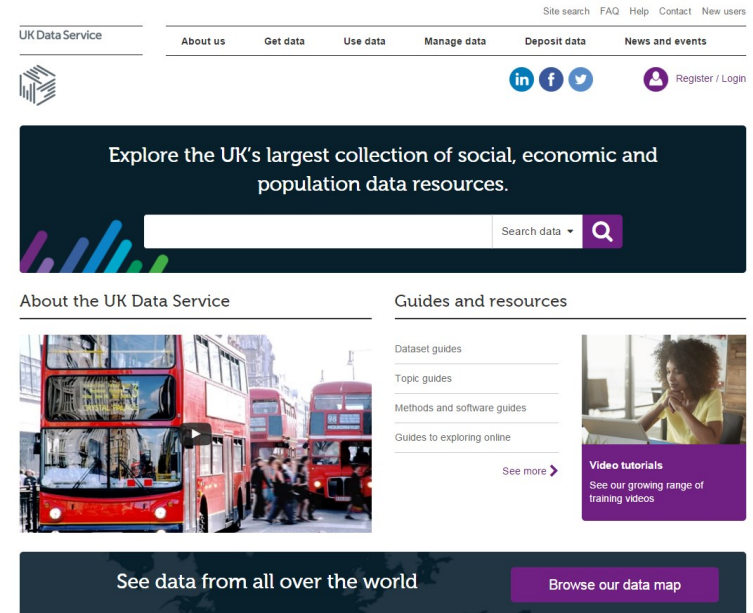 Site search FAQ Help Contact New users
UK Data Service
About us Get data Use data Manage data Deposit data News and events
in f
Register / Login
Explore the UK's largest collection of social, economic and
population data resources.
Search data
About the UK Data Service
Guides and resources
CRYSTAL PALACE
Dataset guides
Topic guides
Methods and software guides
Guides to exploring online
See more
Video tutorials
See our growing range of
training videos
See data from all over the world
Browse our data map